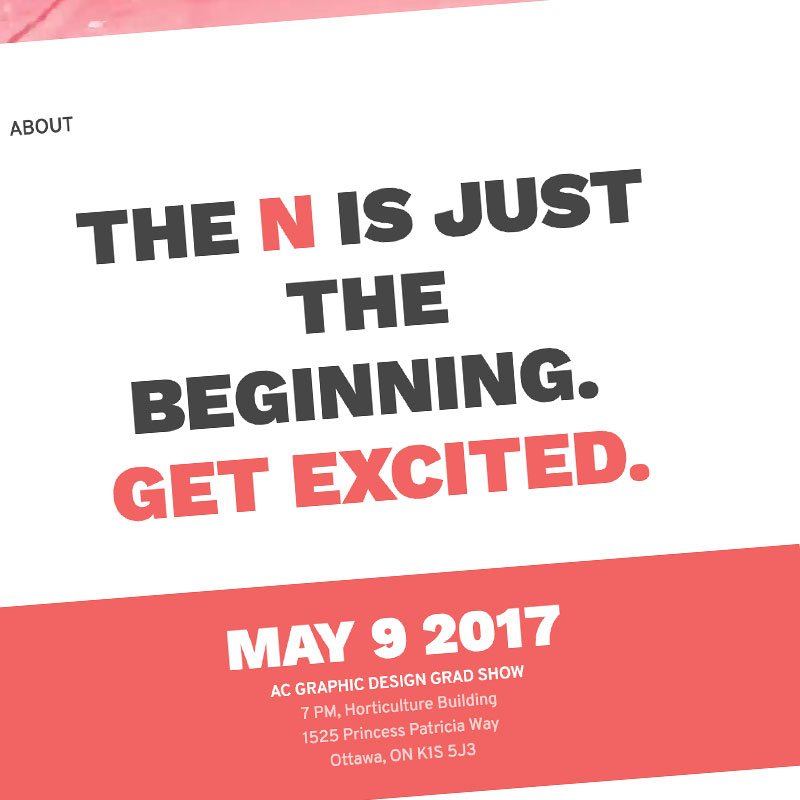 ABOUT
THE N IS JUST
THE
BEGINNING.
GET EXCITED.
MAY 9 2017
AC GRAPHIC DESIGN GRAD SHOW
7 PM, Horticulture Building
1525 Princess Patricia Way
Ottawa, ON K1S 5J3